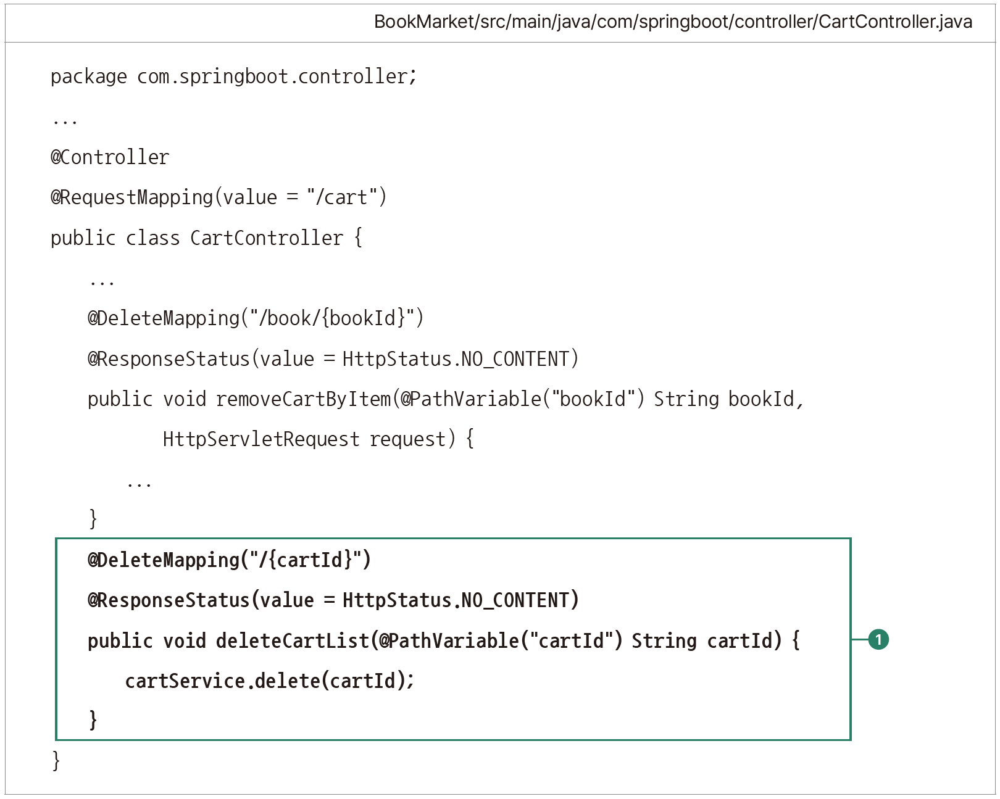 BookMarket/src/main/java/com/springboot/controller/CartController.java
package com.springboot.controller;
...
@Controller
@RequestMapping(value = "/cart")
public class CartController {
...
@DeleteMapping("/book/{bookId}")
@ResponseStatus(value = HttpStatus.NO_CONTENT)
public void removeCartByItem(@PathVariable("bookId") String bookId,
HttpServletRequest request) {
...
}
@DeleteMapping("/{cartId}")
@ResponseStatus(value = HttpStatus.NO_CONTENT)
public void deleteCartList(@PathVariable("cartId") String cartId) {
1
cartService.delete(cartId);
}
}